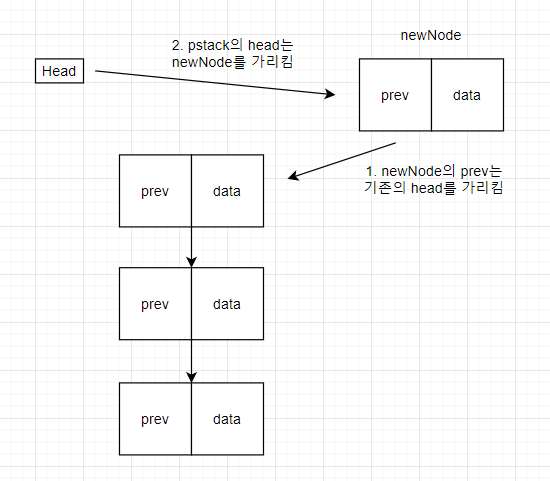 newNode
2. pstack의 head는
newNode를 가리킴
Head
prev
data
1. newNode의 prev는
기존의 head를 가리킴
prev
data
prev
data
prev
data